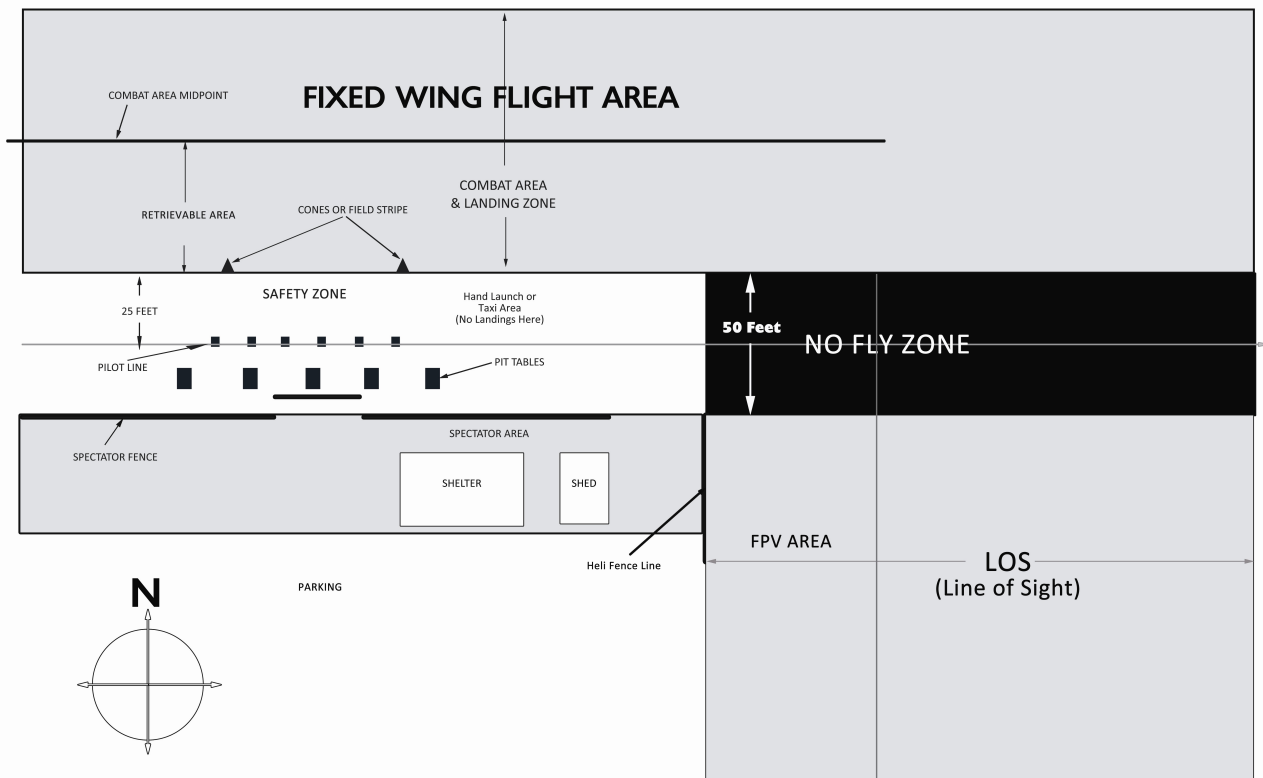 COMBAT AREA MIDPOINT
FIXED WING FLIGHT AREA
COMBAT AREA
& LANDING ZONE
RETRIEVABLE AREA
CONES OR FIELD STRIPE
SAFETY ZONE
Hand Launch or
Taxi Area
(No Landings Here)
25 FEET
50 Feet
NO FLY ZONE
PILOT LINE
PIT TABLES
SPECTATOR AREA
SPECTATOR FENCE
SHELTER
SHED
FPV AREA
Heli Fence Line
LOS
(Line of Sight)
PARKING
N